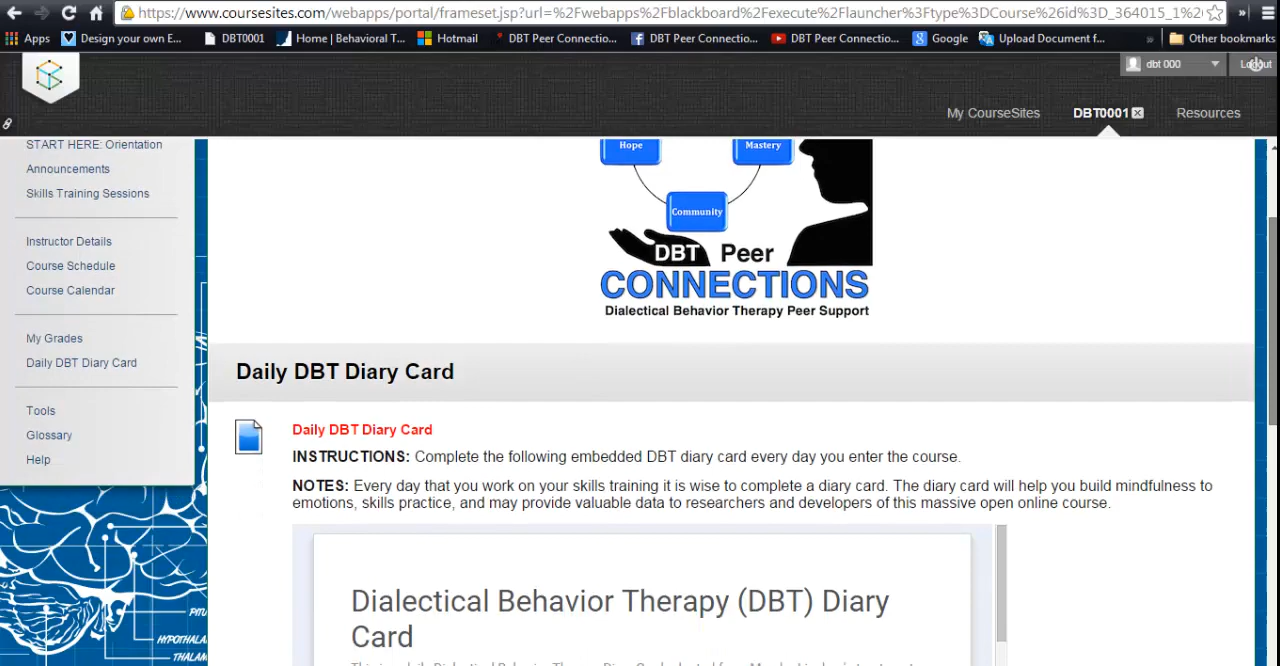 https://www.coursesites.com/webapps/portal/frameset.jsp?url=%2Fwebapps%2Fblackboard%2Fexecute%2Flauncher%3Ftype%3DCourse%26id%3D_364015_1%2
Apps Design your own E... DBT0001 Home | Behavioral T... Hotmail DBT Peer Connectio... DBT Peer Connectio... DBT Peer Connectio... Google Upload Document f... » Other bookmarks
dbt 000 Logout
My CourseSites DBT0001 Resources
START HERE: Orientation
Announcements
Skills Training Sessions
Instructor Details
Course Schedule
Course Calendar
My Grades
Daily DBT Diary Card
Tools
Glossary
Help
Hope Mastery
Community
DBT Peer
CONNECTIONS
Dialectical Behavior Therapy Peer Support
Daily DBT Diary Card
Daily DBT Diary Card
INSTRUCTIONS: Complete the following embedded DBT diary card every day you enter the course.
NOTES: Every day that you work on your skills training it is wise to complete a diary card. The diary card will help you build mindfulness to
emotions, skills practice, and may provide valuable data to researchers and developers of this massive open online course.
Dialectical Behavior Therapy (DBT) Diary
Card
HYPOTHALA
THALAM